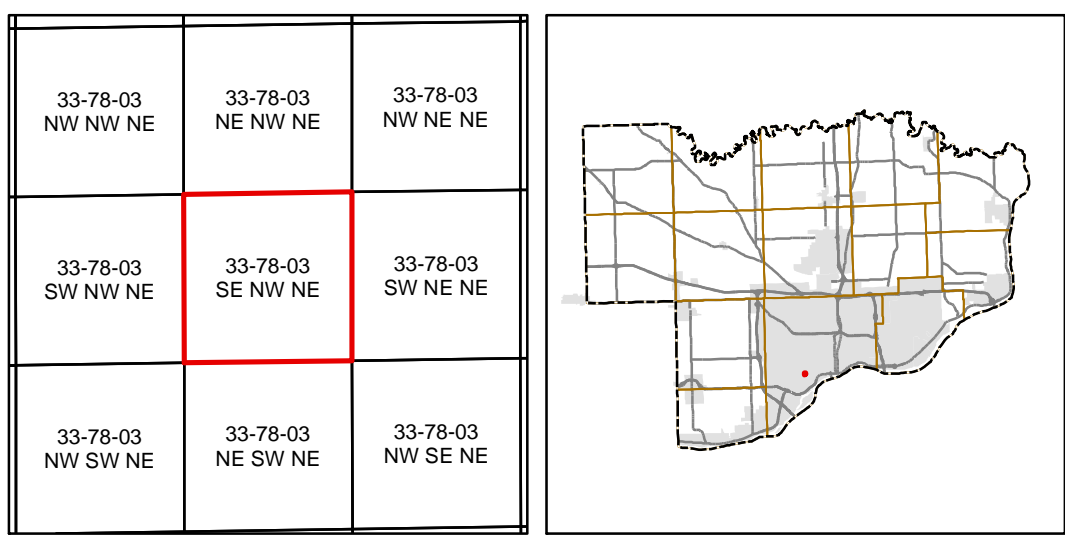 33-78-03
NW NW NE
33-78-03
NE NW NE
33-78-03
NW NE NE
33-78-03
SW NW NE
33-78-03
SE NW NE
33-78-03
SW NE NE
33-78-03
NW SW NE
33-78-03
NE SW NE
33-78-03
NW SE NE